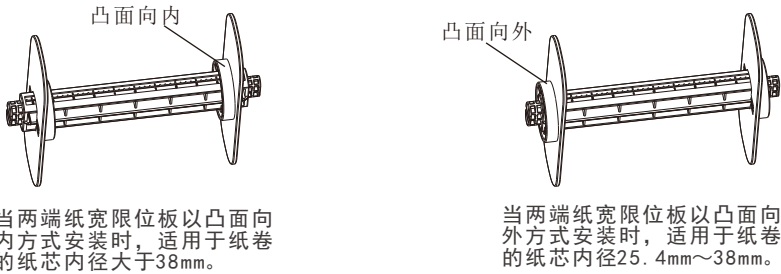 凸面向内
凸面向外
当两端纸宽限位板以凸面向
内方式安装时，适用于纸卷
的纸芯内径大于38mm。
当两端纸宽限位板以凸面向
外方式安装时，适用于纸卷
的纸芯内径25.4mm～38mm。